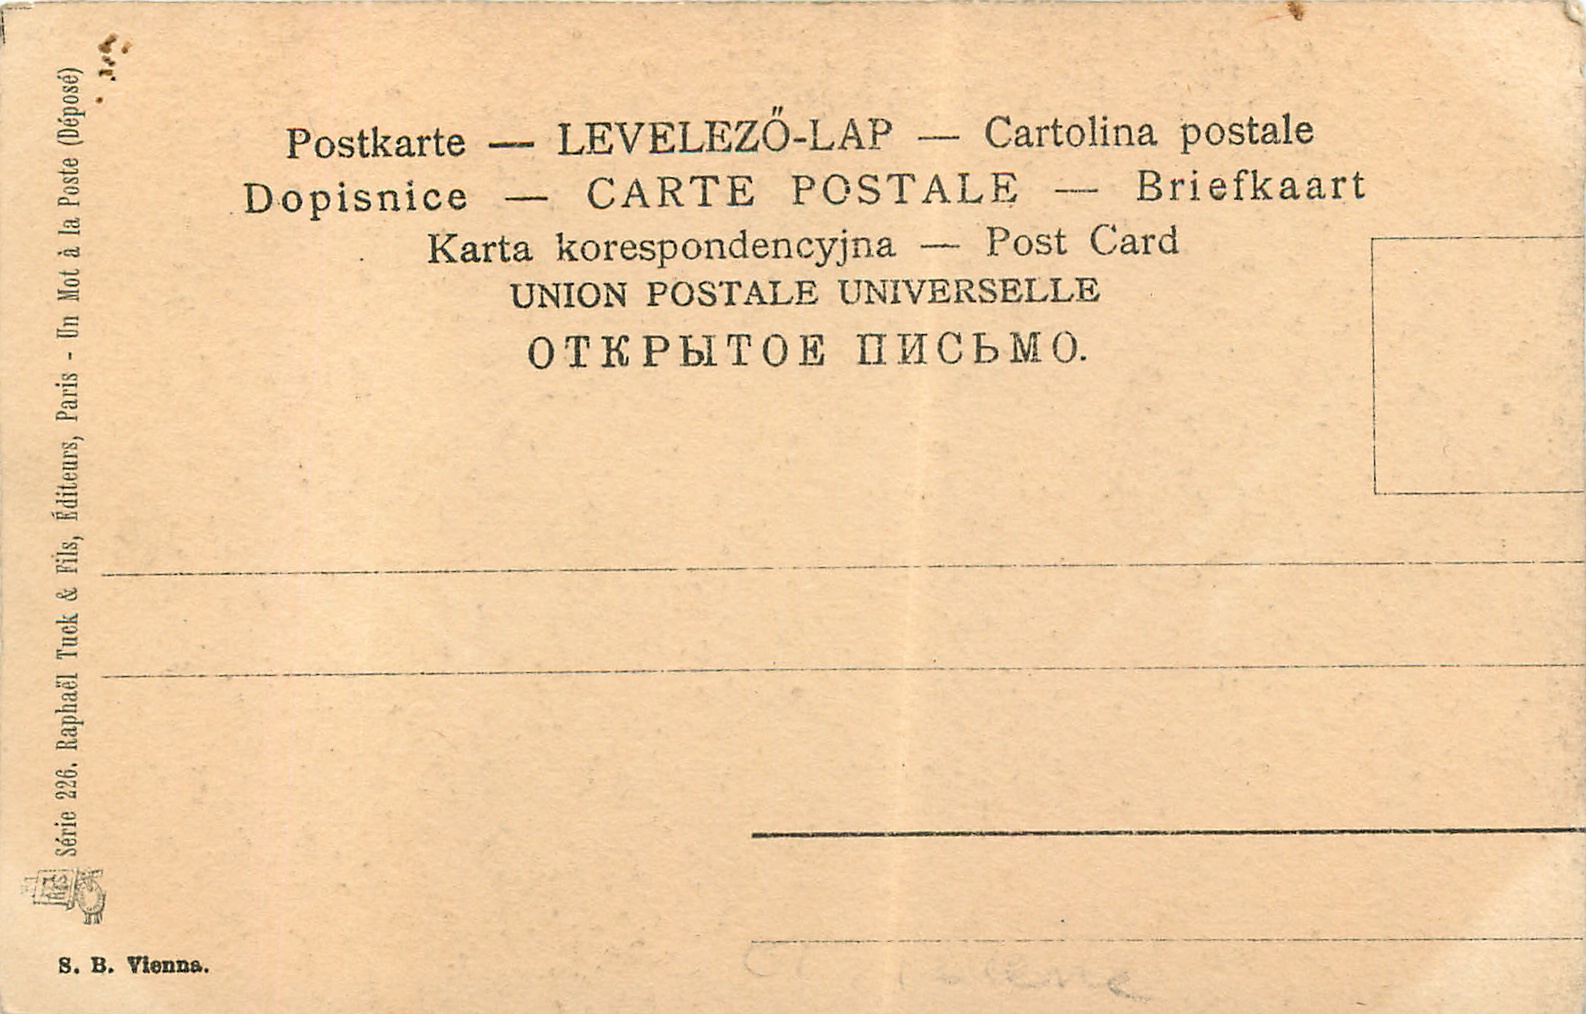 Postkarte — LEVELEZŐ-LAP — Cartolina postale
Dopisnice — CARTE POSTALE — Briefkaart
Karta korespondencyjna — Post Card
UNION POSTALE UNIVERSELLE
ОТКРЫТОЕ ПИСЬМО.
Série 226. Raphaël Tuck & Fils, Éditeurs, Paris - Un Mot à la Poste (Déposé)
S. B. Vienna.